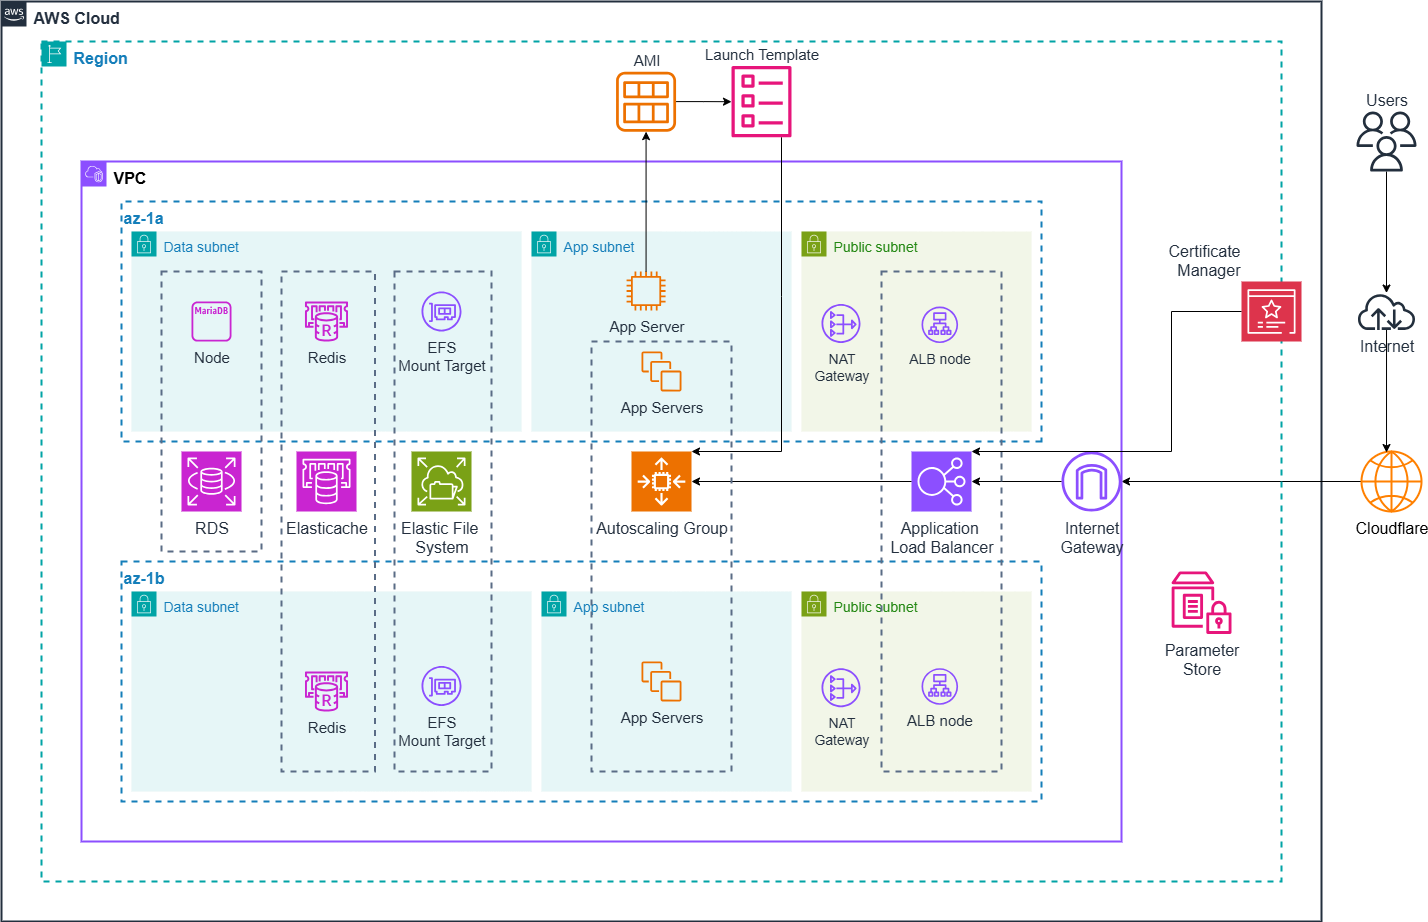 aws
AWS Cloud
Region
AMI
Launch Template
Users
VPC
az-1a
Data subnet
App subnet
Public subnet
Certificate
Manager
MariaDB
Node
R
Redis
EFS
Mount Target
App Server
App Servers
NAT
Gateway
ALB node
Internet
RDS
Elasticache
Elastic File
System
Autoscaling Group
Application
Load Balancer
Internet
Gateway
Cloudflare
az-1b
Data subnet
App subnet
Public subnet
R
Redis
EFS
Mount Target
App Servers
NAT
Gateway
ALB node
Parameter
Store